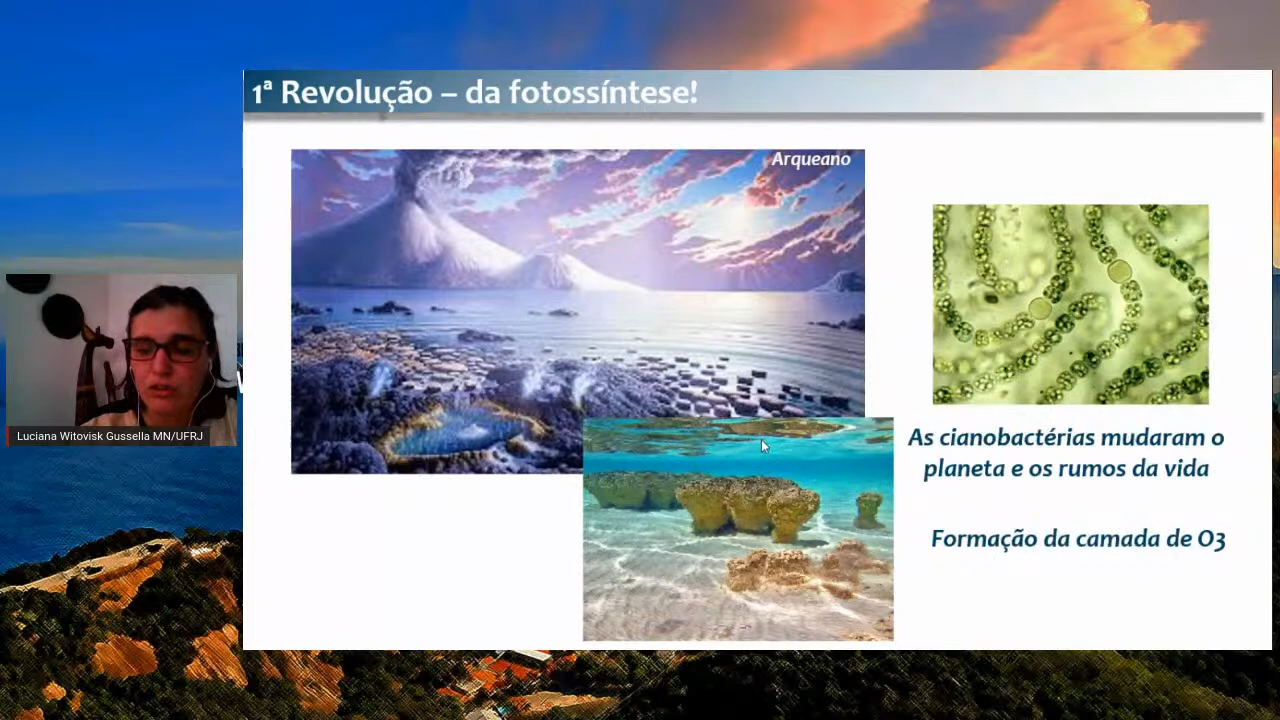 1ª Revolução – da fotossíntese!
Arqueano
As cianobactérias mudaram o
planeta e os rumos da vida
Formação da camada de O3
Luciana Witovisk Gussella MN/UFRJ